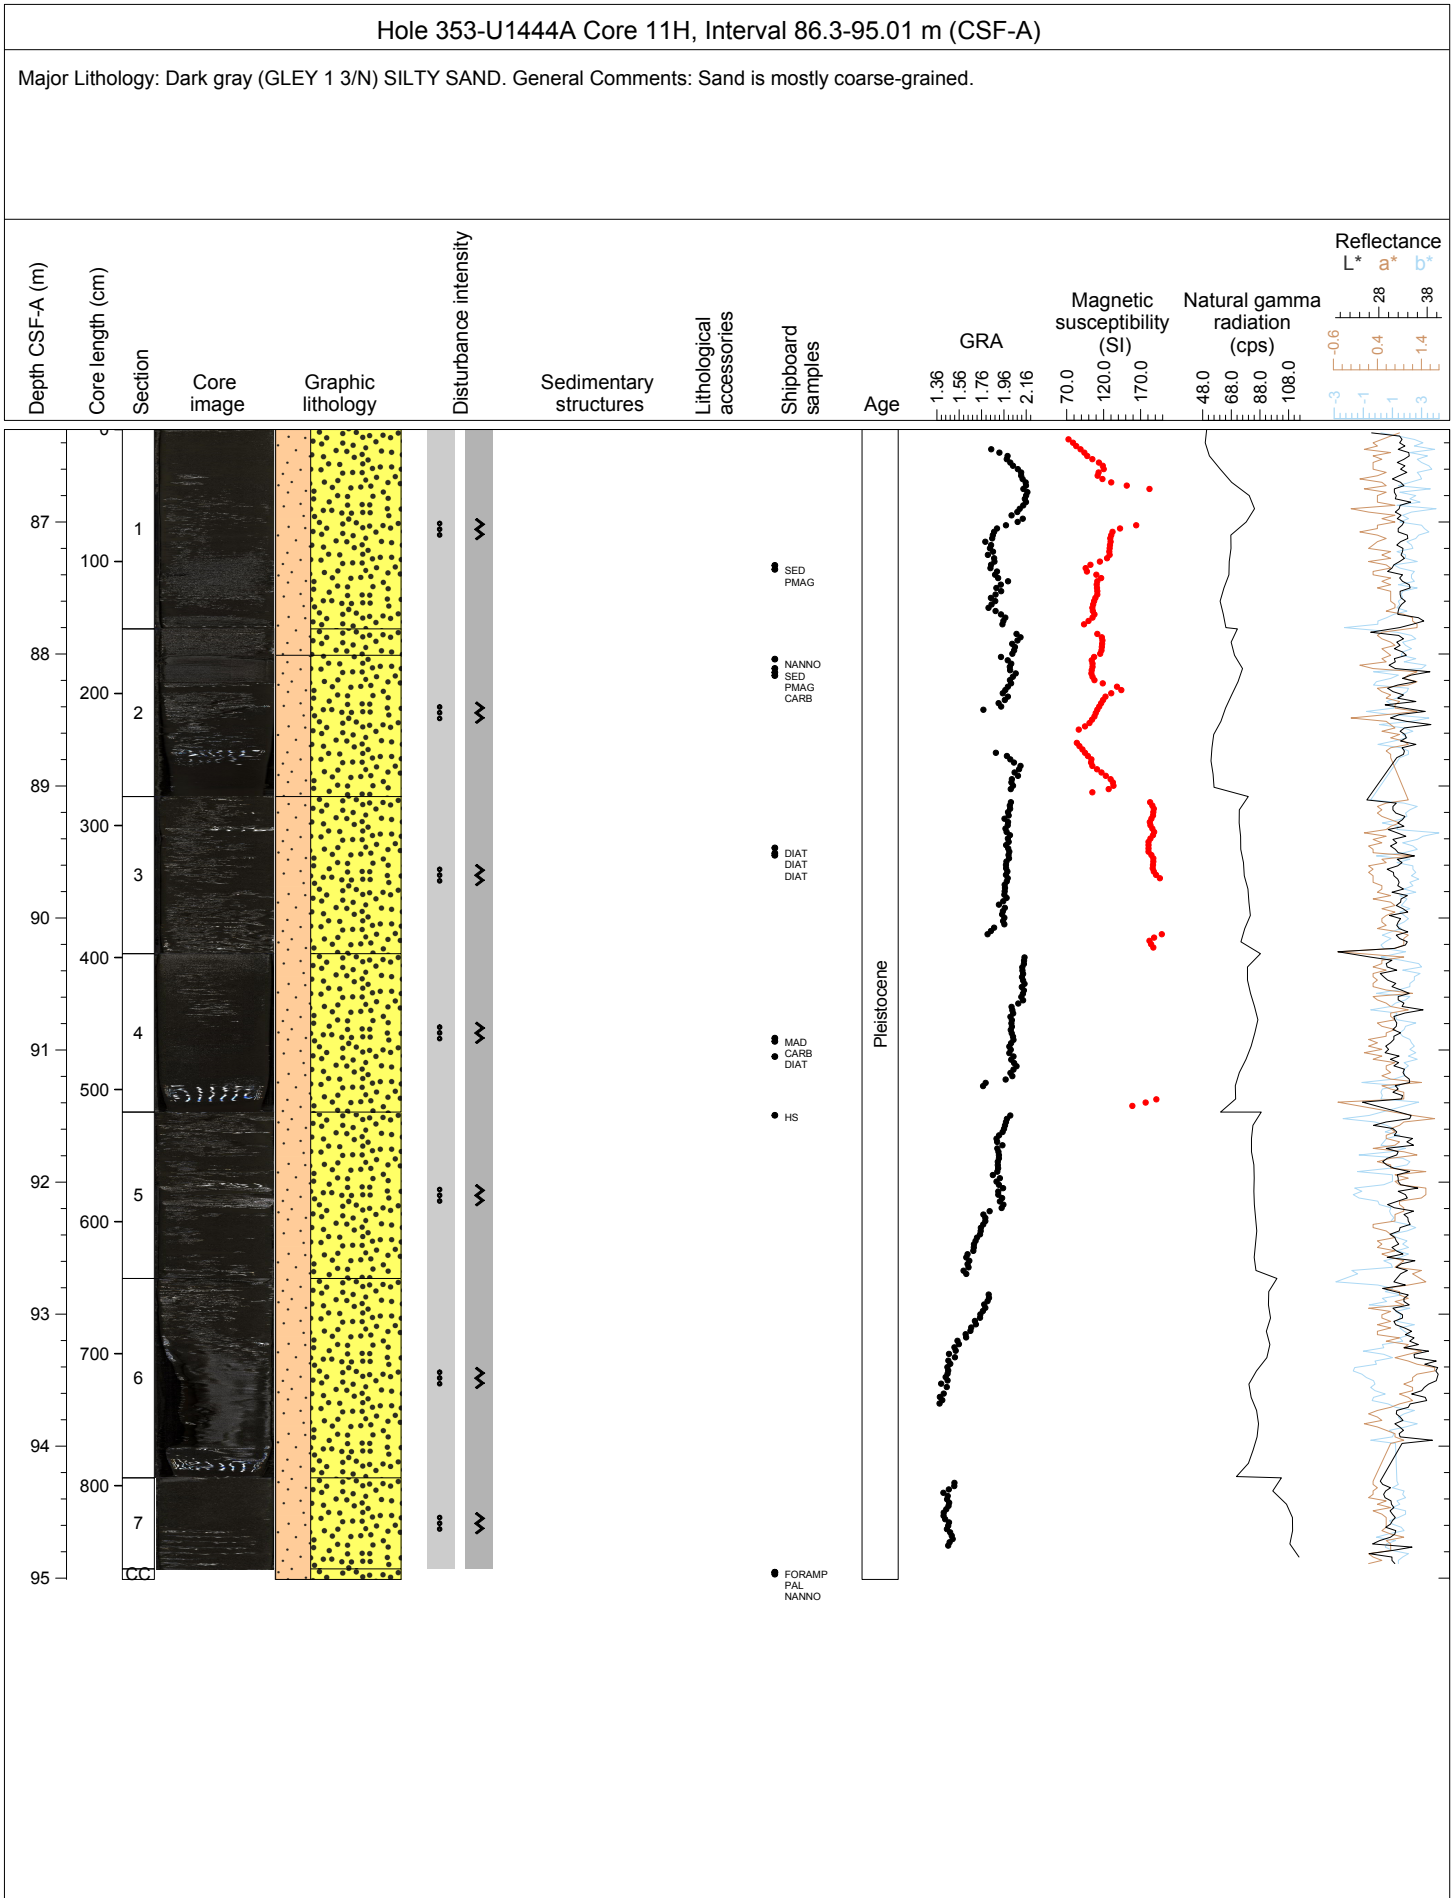 Hole 353-U1444A Core 11H, Interval 86.3-95.01 m (CSF-A)
Major Lithology: Dark gray (GLEY 1 3/N) SILTY SAND. General Comments: Sand is mostly coarse-grained.
Depth CSF-A (m)
Core length (cm)
Section
Core
image
Graphic
lithology
Disturbance intensity
Sedimentary
structures
Lithological
accessories
Shipboard
samples
Age
GRA
1.36 1.56 1.76 1.96 2.16
Magnetic
susceptibility
(SI)
70.0 120.0 170.0
Natural gamma
radiation
(cps)
48.0 68.0 88.0 108.0
Reflectance
L* a* b*
28 38
-0.6 0.4 1.4
-3 -1 1 3
87
88
89
90
91
92
93
94
95
0
100
200
300
400
500
600
700
800
1
2
3
4
5
6
7
CC
SED
PMAG
NANNO
SED
PMAG
CARB
DIAT
DIAT
DIAT
MAD
CARB
DIAT
HS
FORAMP
PAL
NANNO
Pleistocene